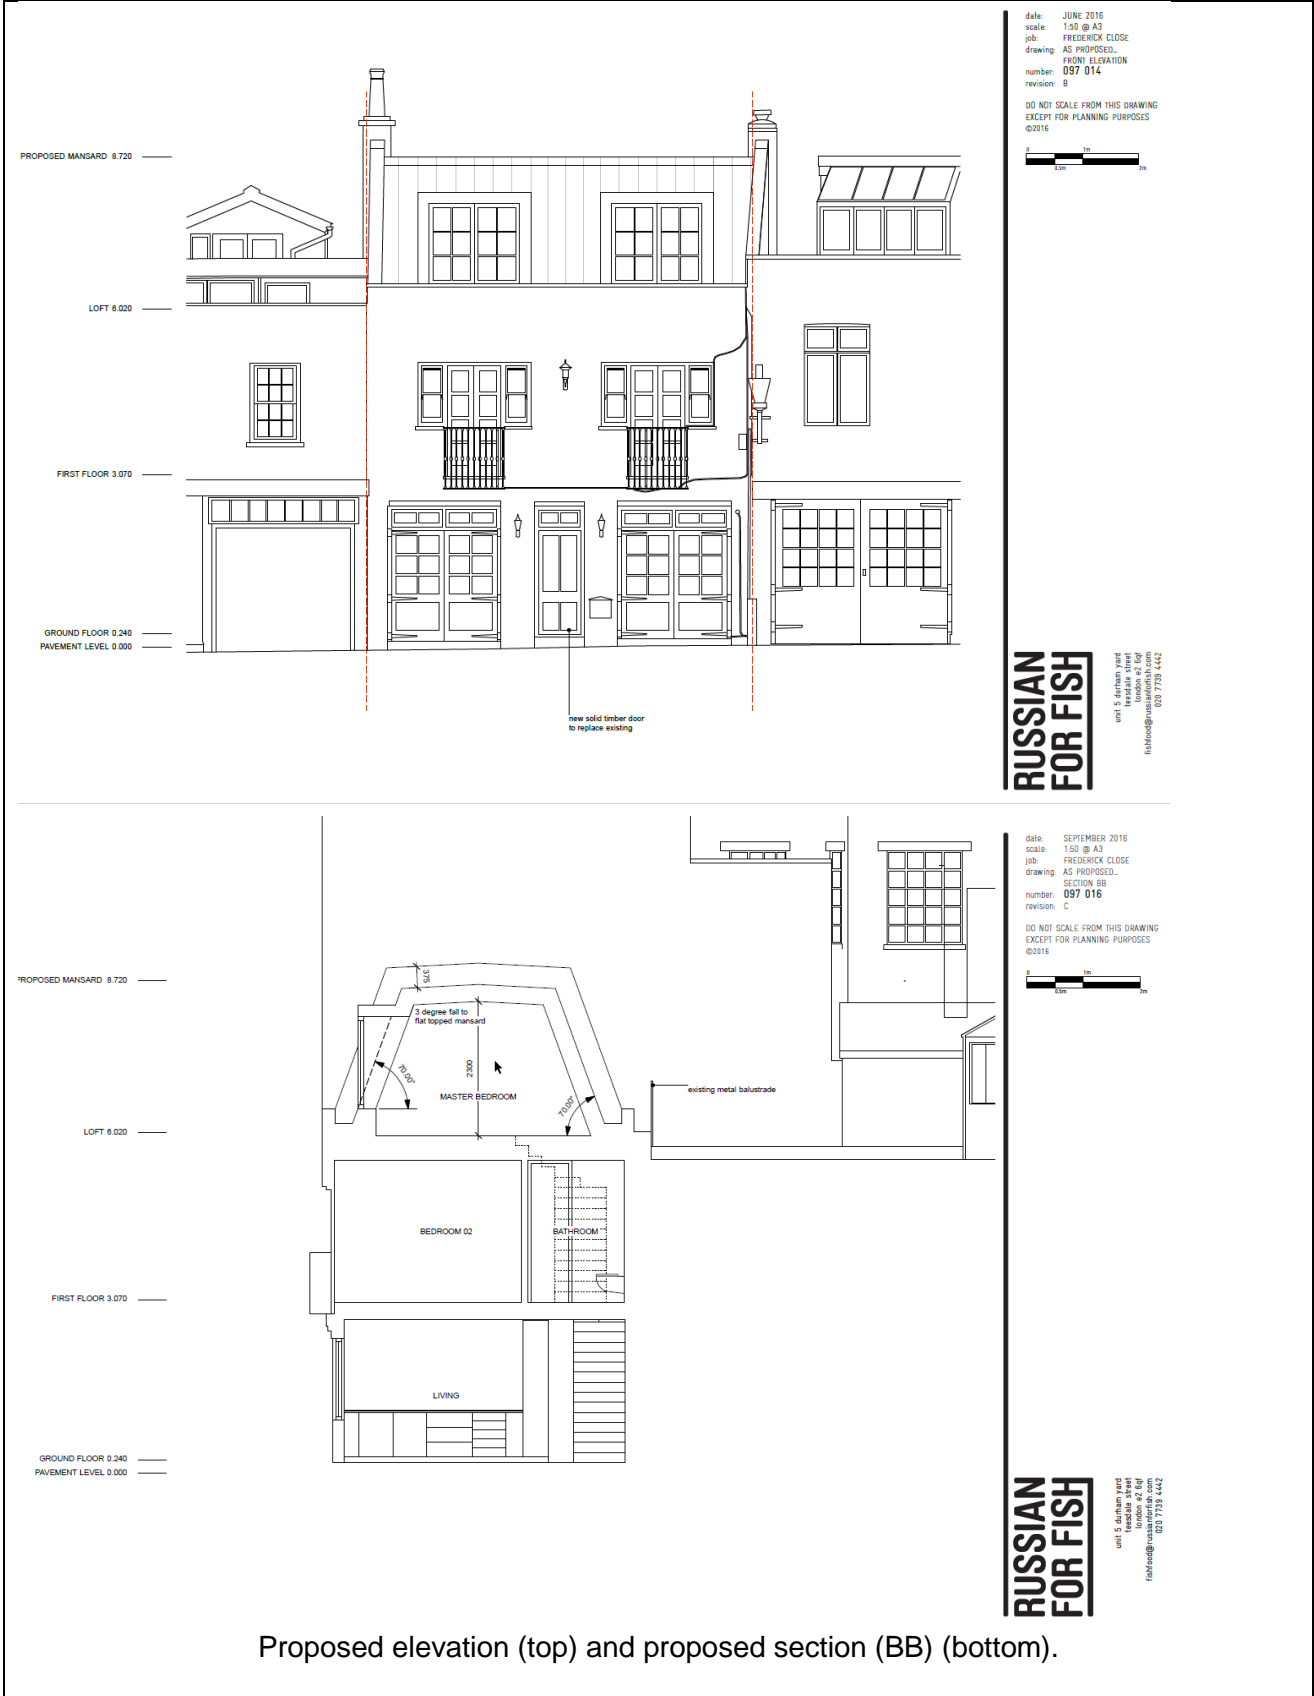 date: JUNE 2016
scale: 1:50 @ A3
job: FREDERICK CLOSE
drawing: AS PROPOSED_
FRONT ELEVATION
number: 097 014
revision: B
DO NOT SCALE FROM THIS DRAWING
EXCEPT FOR PLANNING PURPOSES
©2016
0 1m
0.5m 2m
PROPOSED MANSARD 8.720
LOFT 6.020
FIRST FLOOR 3.070
GROUND FLOOR 0.240
PAVEMENT LEVEL 0.000
new solid timber door
to replace existing
RUSSIAN
FOR FISH
unit 5 durham yard
teesdale street
london e2 6qf
fishfood@russianforfish.com
020 7739 4442
date: SEPTEMBER 2016
scale: 1:50 @ A3
job: FREDERICK CLOSE
drawing: AS PROPOSED_
SECTION BB
number: 097 016
revision: C
DO NOT SCALE FROM THIS DRAWING
EXCEPT FOR PLANNING PURPOSES
©2016
0 1m
0.5m 2m
PROPOSED MANSARD 8.720
375
3 degree fall to
flat topped mansard
2300
70.00°
70.00°
MASTER BEDROOM
existing metal balustrade
LOFT 6.020
BEDROOM 02
BATHROOM
FIRST FLOOR 3.070
LIVING
GROUND FLOOR 0.240
PAVEMENT LEVEL 0.000
RUSSIAN
FOR FISH
unit 5 durham yard
teesdale street
london e2 6qf
fishfood@russianforfish.com
020 7739 4442
Proposed elevation (top) and proposed section (BB) (bottom).